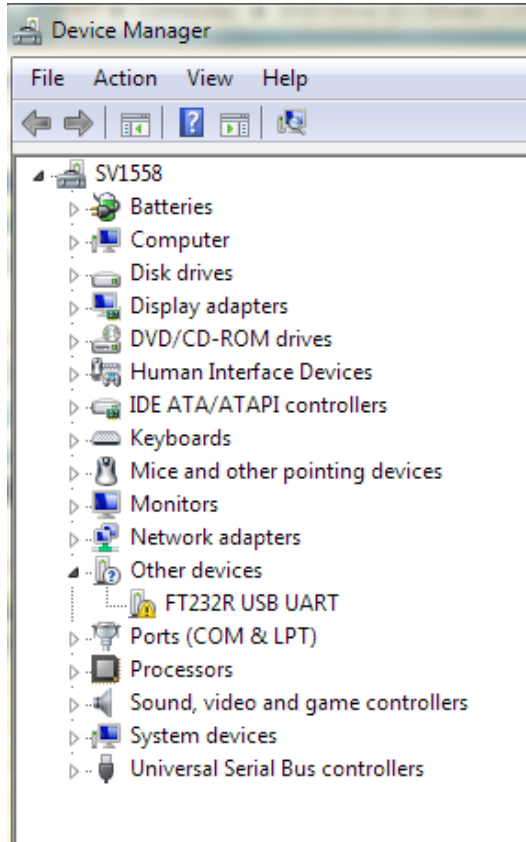 Device Manager
File Action View Help
SV1558
Batteries
Computer
Disk drives
Display adapters
DVD/CD-ROM drives
Human Interface Devices
IDE ATA/ATAPI controllers
Keyboards
Mice and other pointing devices
Monitors
Network adapters
Other devices
FT232R USB UART
Ports (COM & LPT)
Processors
Sound, video and game controllers
System devices
Universal Serial Bus controllers